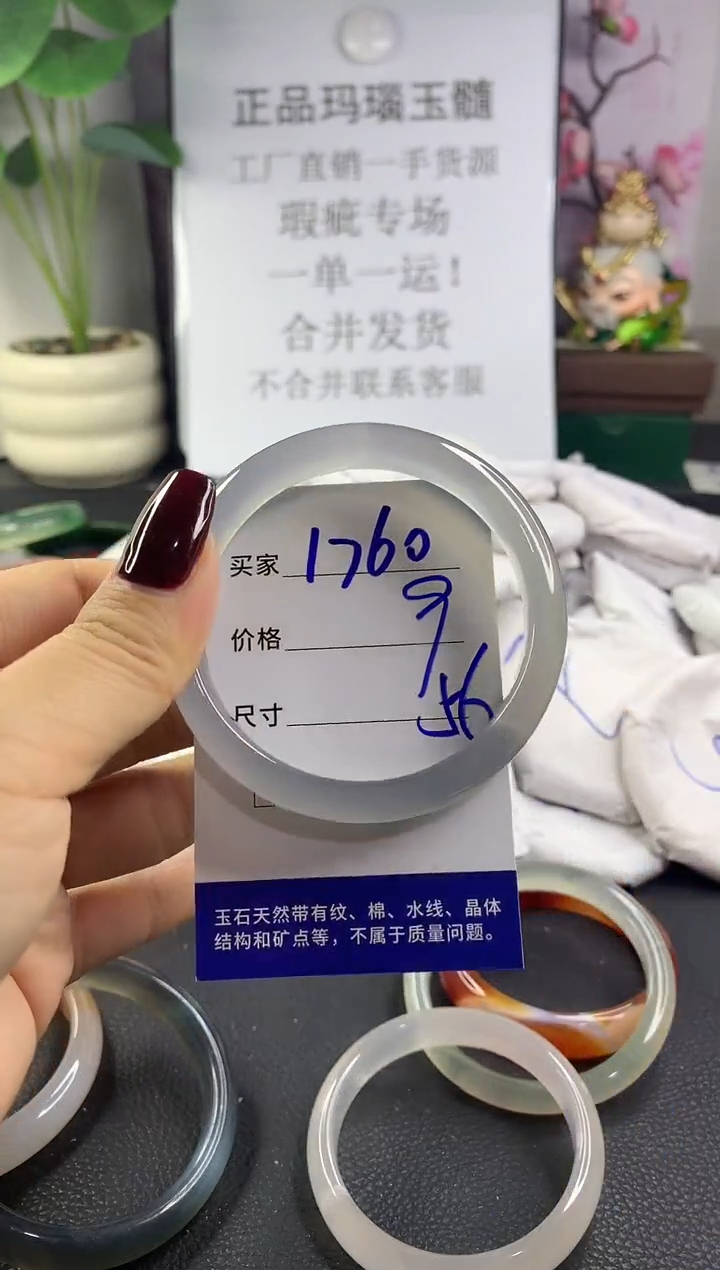 正品玛瑙玉髓
工厂直销一手货源
瑕疵专场
一单一运！
合并发货
不合并联系客服
买家 1760
价格 9
尺寸 56
玉石天然带有纹、棉、水线、晶体
结构和矿点等，不属于质量问题。